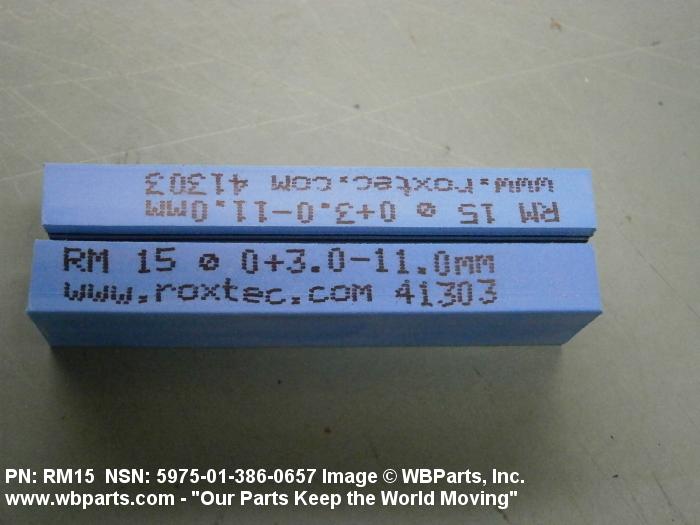 www.roxtec.com 41303
RM 15 ø 0+3.0-11.0mm
RM 15 ø 0+3.0-11.0mm
www.roxtec.com 41303
PN: RM15 NSN: 5975-01-386-0657 Image © WBParts, Inc.
www.wbparts.com - "Our Parts Keep the World Moving"